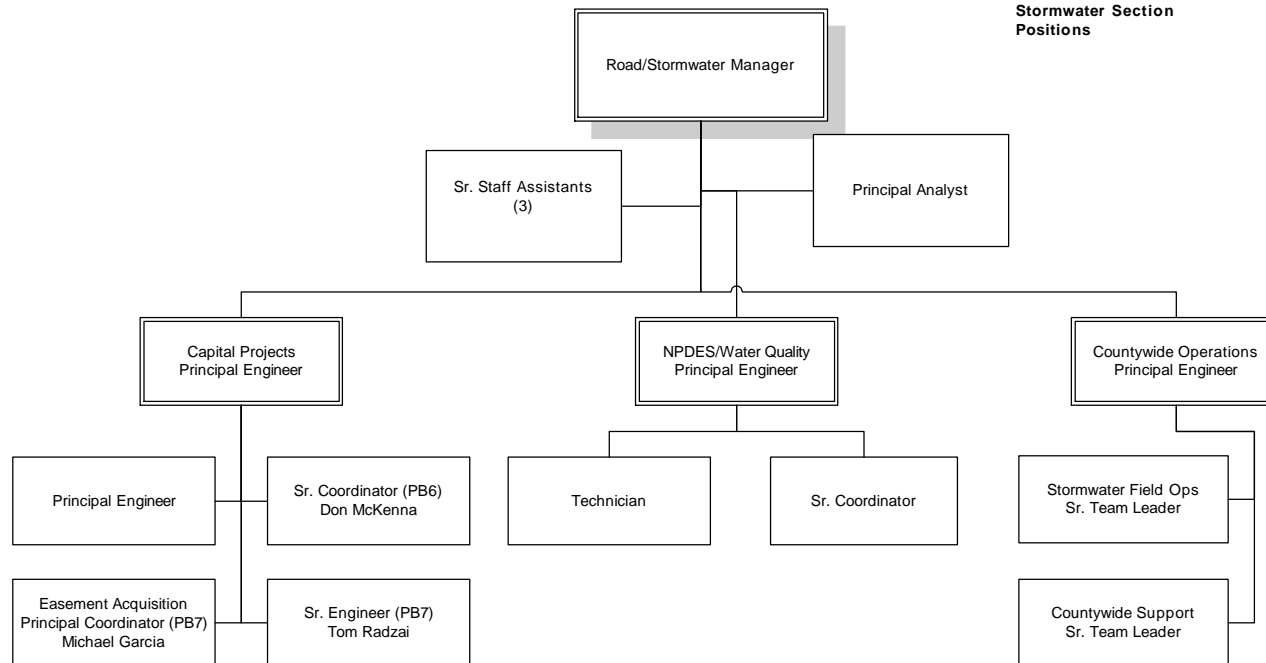 Stormwater Section
Positions
Road/Stormwater Manager
Sr. Staff Assistants
(3)
Principal Analyst
Capital Projects
Principal Engineer
NPDES/Water Quality
Principal Engineer
Countywide Operations
Principal Engineer
Principal Engineer
Sr. Coordinator (PB6)
Don McKenna
Technician
Sr. Coordinator
Stormwater Field Ops
Sr. Team Leader
Easement Acquisition
Principal Coordinator (PB7)
Michael Garcia
Sr. Engineer (PB7)
Tom Radzai
Countywide Support
Sr. Team Leader